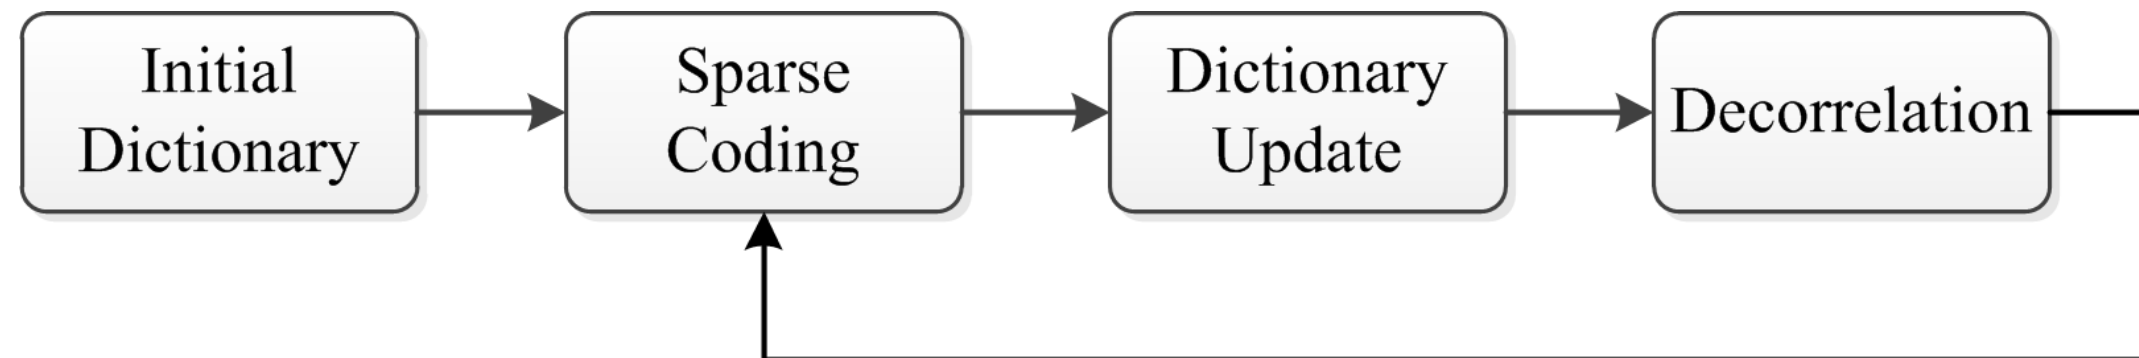 Initial
Dictionary
Sparse
Coding
Dictionary
Update
Decorrelation